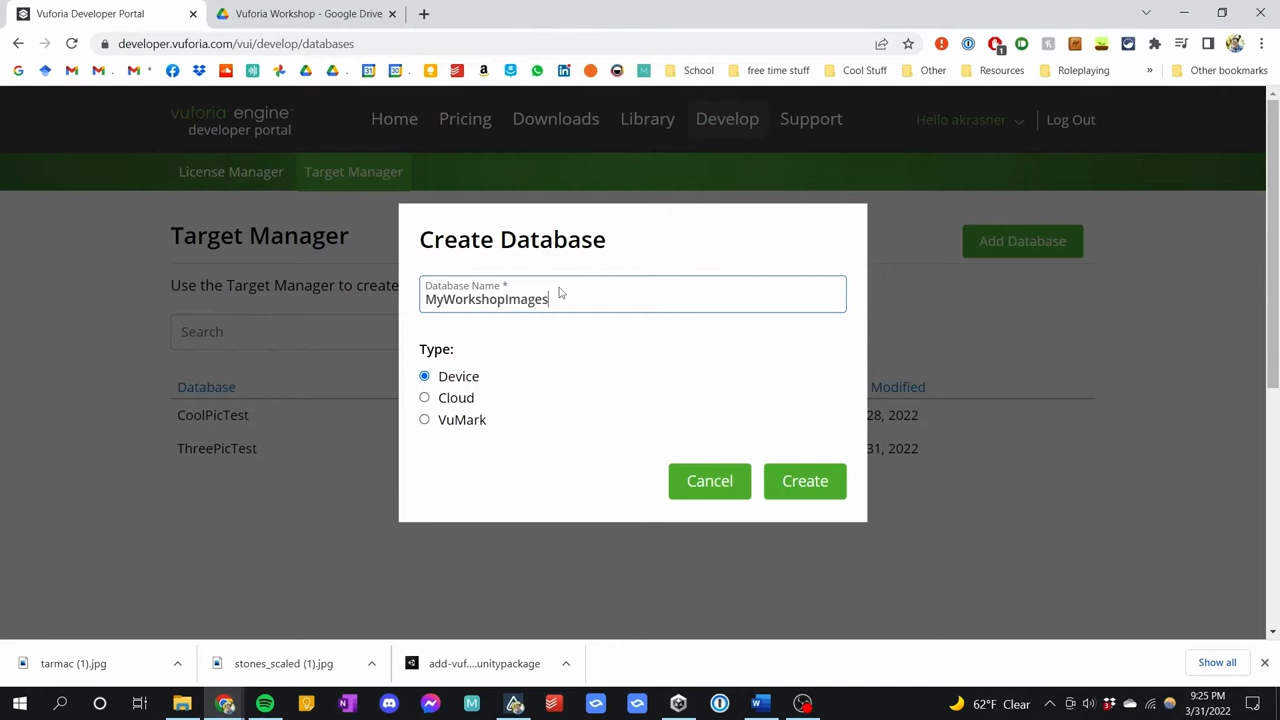 Vuforia Developer Portal
Vuforia Workshop - Google Drive
developer.vuforia.com/vui/develop/databases
School
free time stuff
Cool Stuff
Other
Resources
Roleplaying
»
Other bookmarks
vuforia engine™
developer portal
Home
Pricing
Downloads
Library
Develop
Support
Hello akrasner
Log Out
License Manager
Target Manager
Target Manager
Add Database
Use the Target Manager to create
Search
Database
Modified
CoolPicTest
28, 2022
ThreePicTest
31, 2022
Create Database
Database Name *
MyWorkshopImages
Type:
Device
Cloud
VuMark
Cancel
Create
tarmac (1).jpg
stones_scaled (1).jpg
add-vuf....unitypackage
Show all
62°F Clear
9:25 PM
3/31/2022